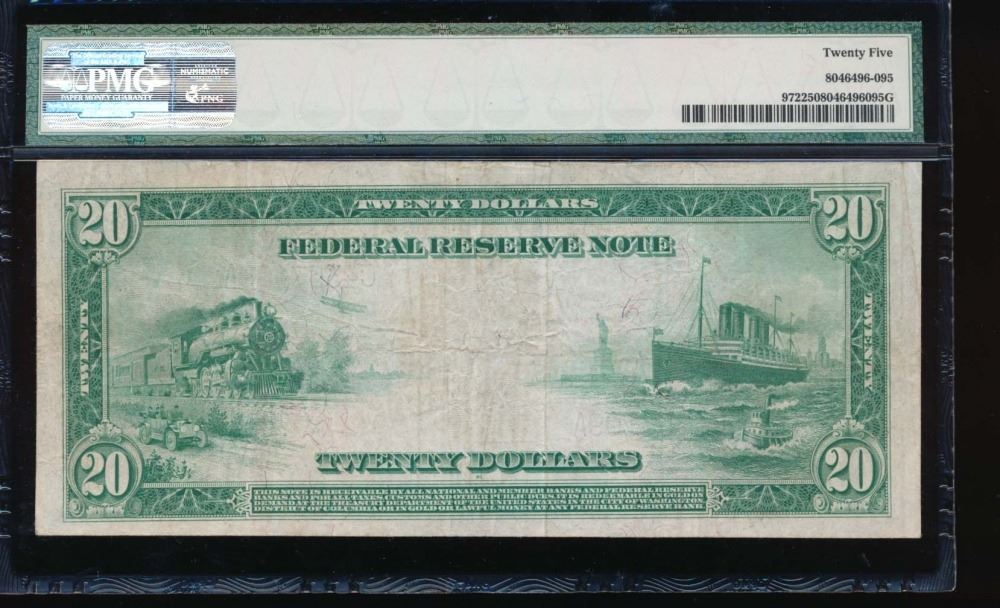 PMG
PAPER MONEY GUARANTY
NUMISMATIC
PNG
Twenty Five
8046496-095
9722508046496095G
20
TWENTY DOLLARS
20
FEDERAL RESERVE NOTE
TWENTY
TWENTY
TWENTY DOLLARS
20
20
THIS NOTE IS RECEIVABLE BY ALL NATIONAL AND MEMBER BANKS AND FEDERAL RESERVE
BANKS AND FOR ALL TAXES, CUSTOMS AND OTHER PUBLIC DUES. IT IS REDEEMABLE IN GOLD ON
DEMAND AT THE TREASURY DEPARTMENT OF THE UNITED STATES IN THE CITY OF WASHINGTON,
DISTRICT OF COLUMBIA OR IN GOLD OR LAWFUL MONEY AT ANY FEDERAL RESERVE BANK.